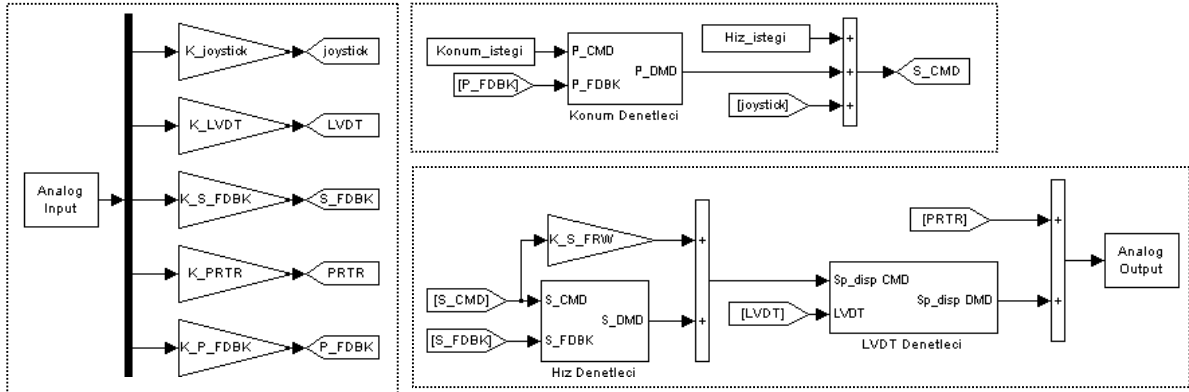 Analog
Input
K_joystick
joystick
K_LVDT
LVDT
K_S_FDBK
S_FDBK
K_PRTR
PRTR
K_P_FDBK
P_FDBK
Konum_istegi
[P_FDBK]
P_CMD
P_FDBK
P_DMD
Konum Denetleci
Hiz_istegi
[joystick]
+
+
+
S_CMD
K_S_FRW
[S_CMD]
[S_FDBK]
S_CMD
S_FDBK
S_DMD
Hız Denetleci
+
+
[LVDT]
Sp_disp CMD
LVDT
Sp_disp DMD
LVDT Denetleci
[PRTR]
+
+
Analog
Output